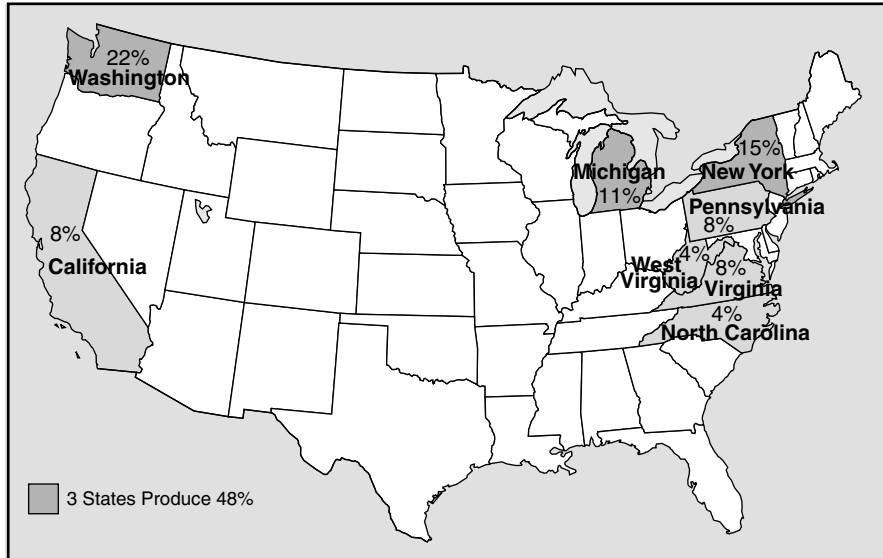 22%
Washington
8%
California
Michigan
11%
15%
New York
Pennsylvania
8%
4%
West
Virginia
8%
Virginia
4%
North Carolina
3 States Produce 48%